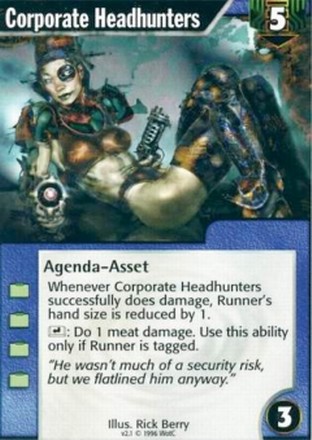 Corporate Headhunters
5
Agenda-Asset
Whenever Corporate Headhunters
successfully does damage, Runner's
hand size is reduced by 1.
: Do 1 meat damage. Use this ability
only if Runner is tagged.
"He wasn't much of a security risk,
but we flatlined him anyway."
Illus. Rick Berry
v2.1 © 1996 WotC
3